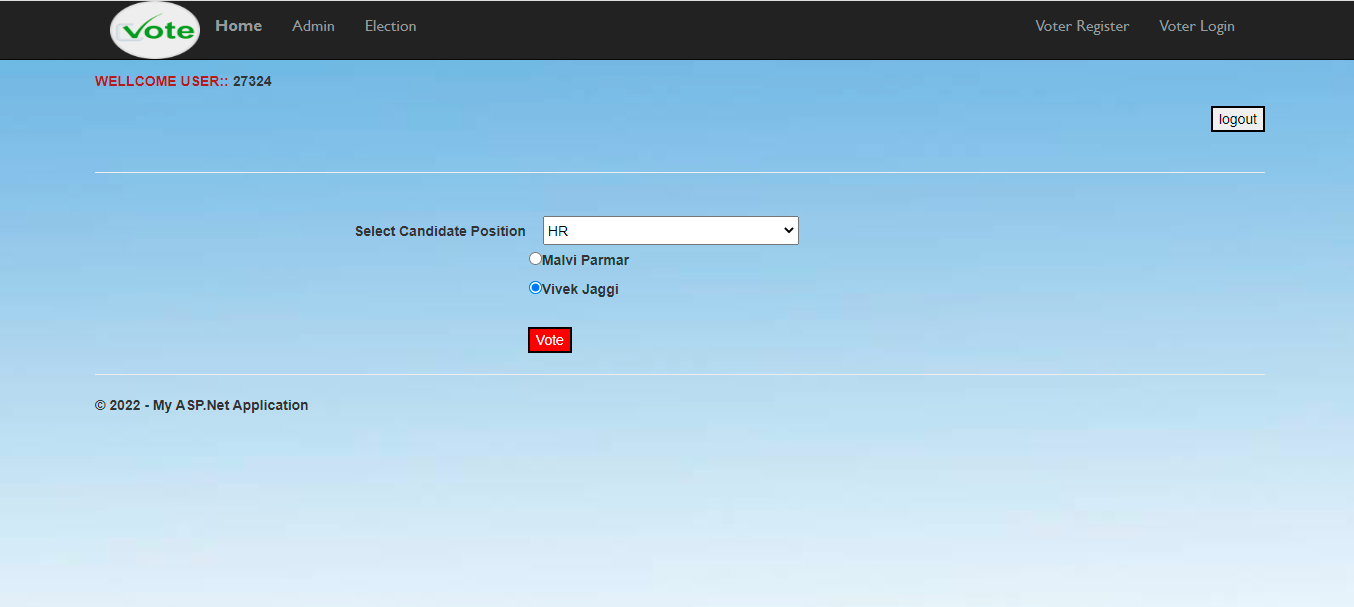 Vote Home Admin Election Voter Register Voter Login
WELLCOME USER:: 27324
logout
Select Candidate Position HR
Malvi Parmar
Vivek Jaggi
Vote
© 2022 - My ASP.Net Application